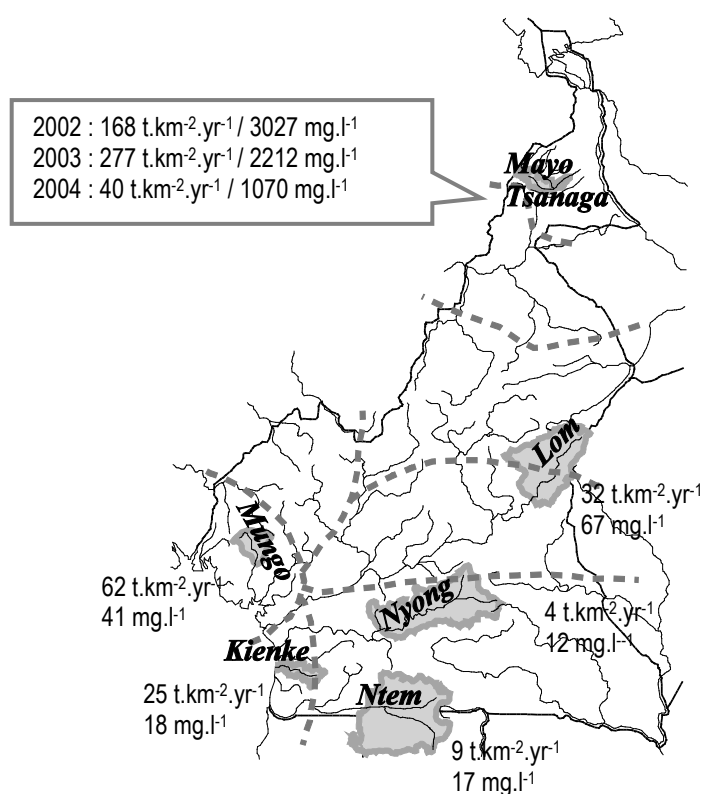 2002 : 168 t.km-2.yr-1 / 3027 mg.l-1
2003 : 277 t.km-2.yr-1 / 2212 mg.l-1
2004 : 40 t.km-2.yr-1 / 1070 mg.l-1
Mayo
Tsanaga
Lom
32 t.km-2.yr-1
67 mg.l-1
Mungo
62 t.km-2.yr-1
41 mg.l-1
Nyong
4 t.km-2.yr-1
12 mg.l-1
Kienke
25 t.km-2.yr-1
18 mg.l-1
Ntem
9 t.km-2.yr-1
17 mg.l-1